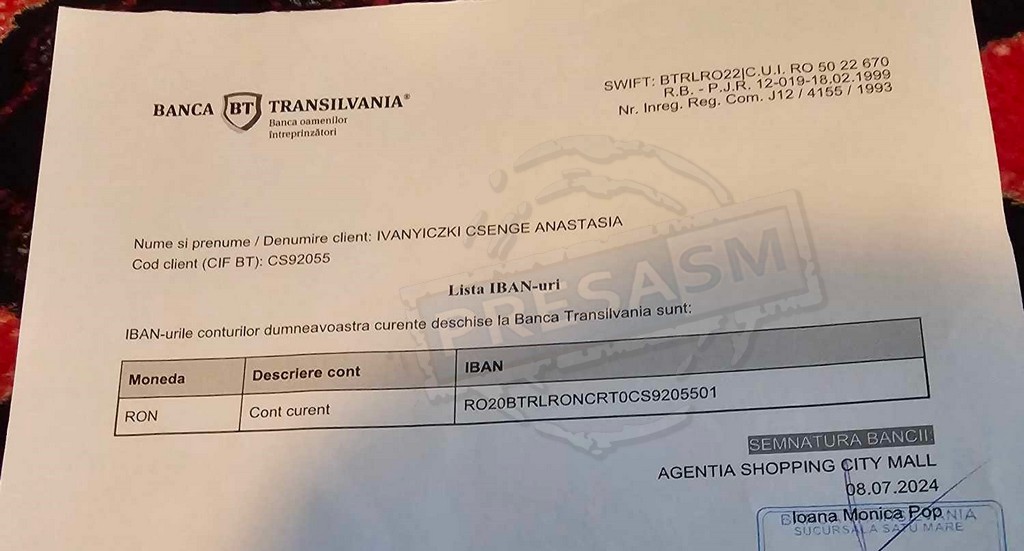 BANCA BT TRANSILVANIA®
Banca oamenilor
întreprinzători
SWIFT: BTRLRO22|C.U.I. RO 50 22 670
R.B. - P.J.R. 12-019-18.02.1999
Nr. Inreg. Reg. Com. J12 / 4155 / 1993
Nume si prenume / Denumire client: IVANYICZKI CSENGE ANASTASIA
Cod client (CIF BT): CS92055
Lista IBAN-uri
IBAN-urile conturilor dumneavoastra curente deschise la Banca Transilvania sunt:
Moneda Descriere cont IBAN
RON Cont curent RO20BTRLRONCRT0CS9205501
PRESASM
SEMNATURA BANCII:
AGENTIA SHOPPING CITY MALL
08.07.2024
Ioana Monica Pop
SUCURSALA SATU MARE